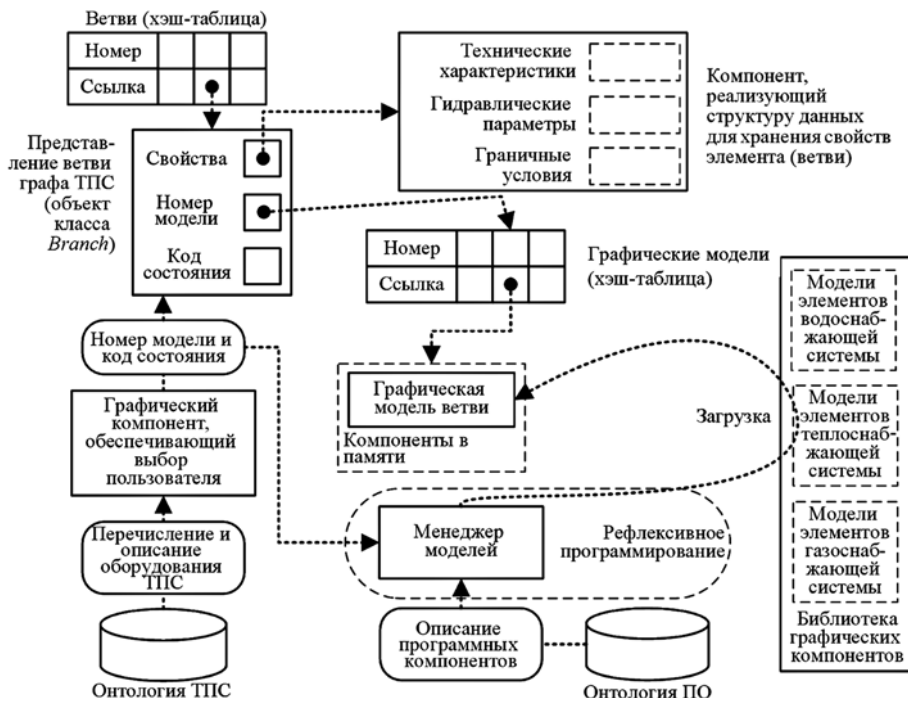 Ветви (хэш-таблица)
Номер
Ссылка
Представ-
ление ветви
графа ТПС
(объект
класса
Branch)
Свойства
Номер
модели
Код
состояния
Технические
характеристики
Гидравлические
параметры
Граничные
условия
Компонент,
реализующий
структуру данных
для хранения свойств
элемента (ветви)
Номер
Ссылка
Графические модели
(хэш-таблица)
Номер модели и
код состояния
Графический
компонент,
обеспечивающий
выбор
пользователя
Перечисление и
описание
оборудования
ТПС
Онтология ТПС
Графическая
модель ветви
Компоненты в
памяти
Загрузка
Менеджер
моделей
Рефлексивное
программирование
Описание
программных
компонентов
Онтология ПО
Модели
элементов
водоснаб-
жающей
системы
Модели
элементов
теплоснаб-
жающей
системы
Модели
элементов
газоснаб-
жающей
системы
Библиотека
графических
компонентов